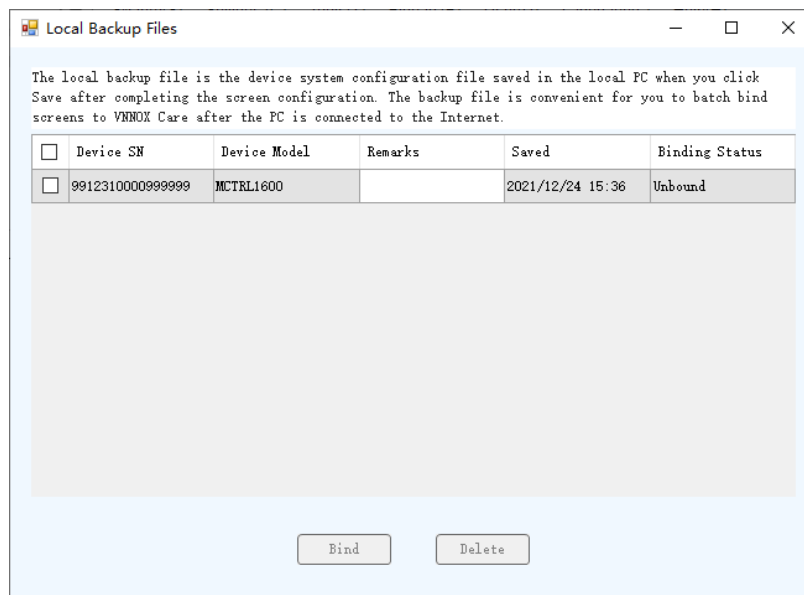 Local Backup Files
The local backup file is the device system configuration file saved in the local PC when you click
Save after completing the screen configuration. The backup file is convenient for you to batch bind
screens to VNNOX Care after the PC is connected to the Internet.
Device SN Device Model Remarks Saved Binding Status
9912310000999999 MCTRL1600 2021/12/24 15:36 Unbound
Bind Delete